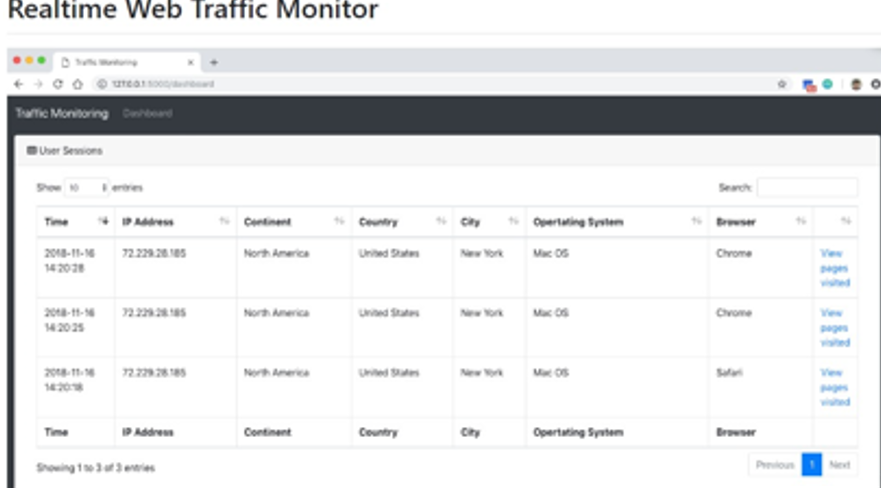 Realtime Web Traffic Monitor
Traffic Monitoring
127.0.0.1:5000/dashboard
Traffic Monitoring Dashboard
User Sessions
Show 10 entries Search:
Time IP Address Continent Country City Opertating System Browser
2018-11-16 72.229.28.185 North America United States New York Mac OS Chrome View
14:20:28 pages
visited
2018-11-16 72.229.28.185 North America United States New York Mac OS Chrome View
14:20:25 pages
visited
2018-11-16 72.229.28.185 North America United States New York Mac OS Safari View
14:20:18 pages
visited
Time IP Address Continent Country City Opertating System Browser
Showing 1 to 3 of 3 entries Previous 1 Next